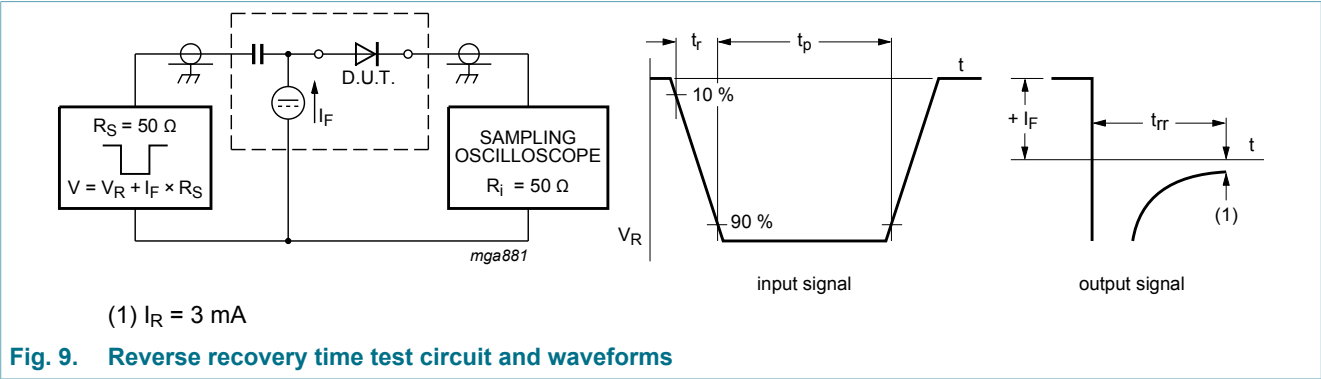 D.U.T.
I_F
R_S = 50 Ω
V = V_R + I_F × R_S
SAMPLING
OSCILLOSCOPE
R_i = 50 Ω
mga881
t_r
t_p
t
10 %
90 %
V_R
input signal
+ I_F
t_rr
t
(1)
output signal
(1) I_R = 3 mA
Fig. 9. Reverse recovery time test circuit and waveforms